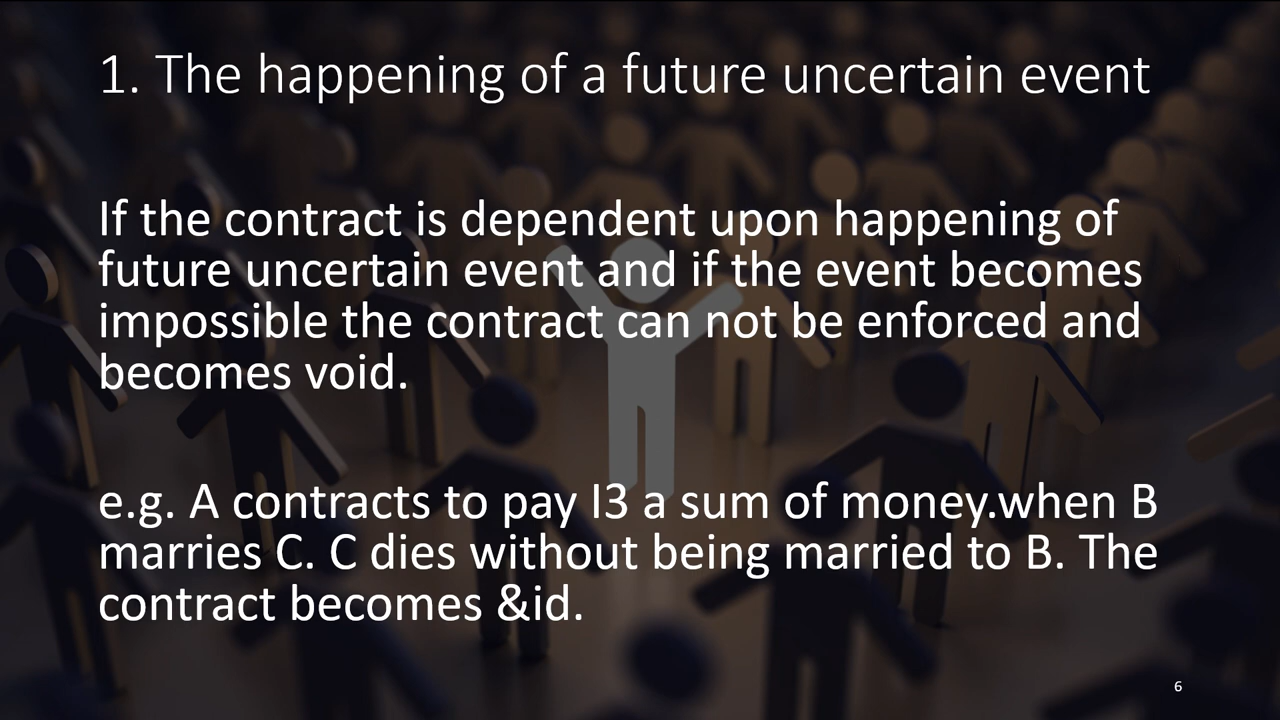 1. The happening of a future uncertain event
If the contract is dependent upon happening of
future uncertain event and if the event becomes
impossible the contract can not be enforced and
becomes void.
e.g. A contracts to pay I3 a sum of money.when B
marries C. C dies without being married to B. The
contract becomes &id.
6